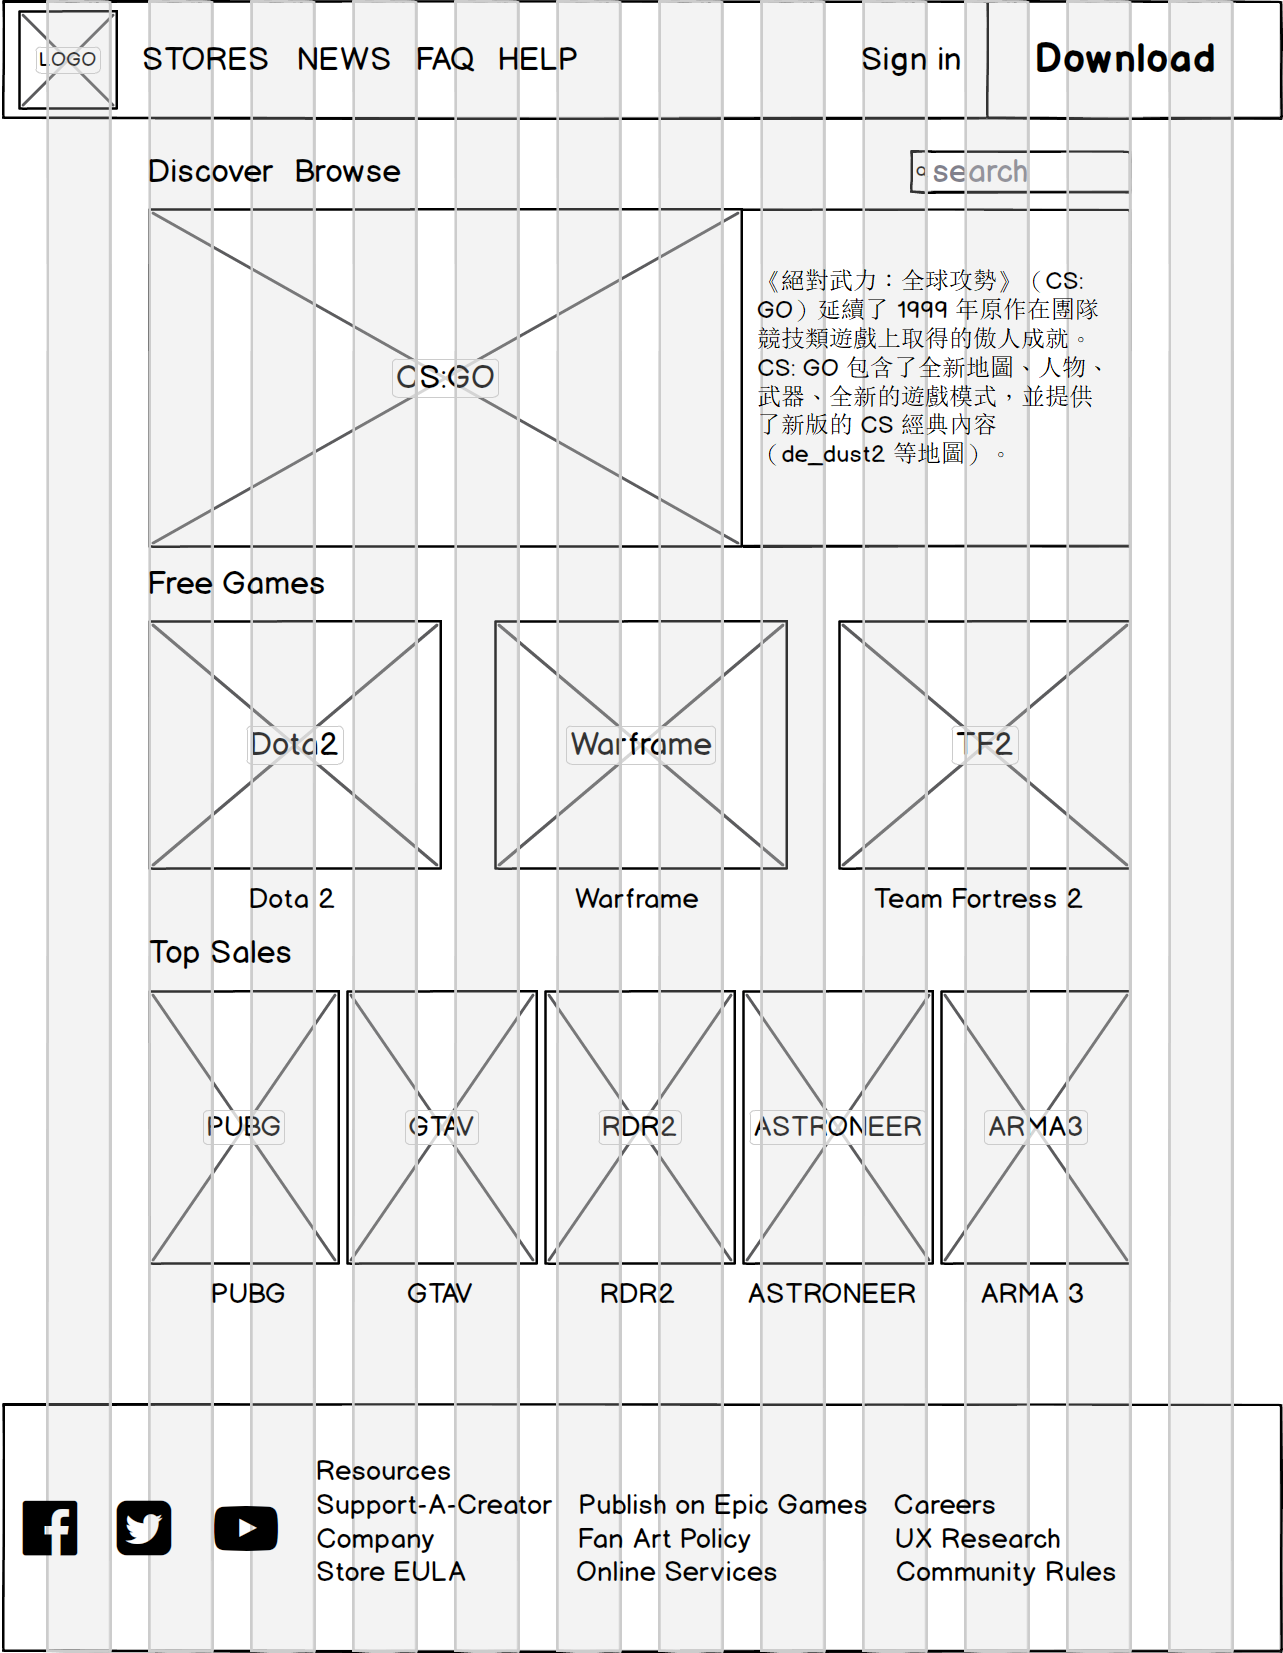 LOGO STORES NEWS FAQ HELP Sign in Download
Discover Browse search
CS:GO
《絕對武力：全球攻勢》（CS:
GO）延續了 1999 年原作在團隊
競技類遊戲上取得的傲人成就。
CS: GO 包含了全新地圖、人物、
武器、全新的遊戲模式，並提供
了新版的 CS 經典內容
（de_dust2 等地圖）。
Free Games
Dota2 Warframe TF2
Dota 2 Warframe Team Fortress 2
Top Sales
PUBG GTAV RDR2 ASTRONEER ARMA3
PUBG GTAV RDR2 ASTRONEER ARMA 3
Resources
Support-A-Creator Publish on Epic Games Careers
Company Fan Art Policy UX Research
Store EULA Online Services Community Rules